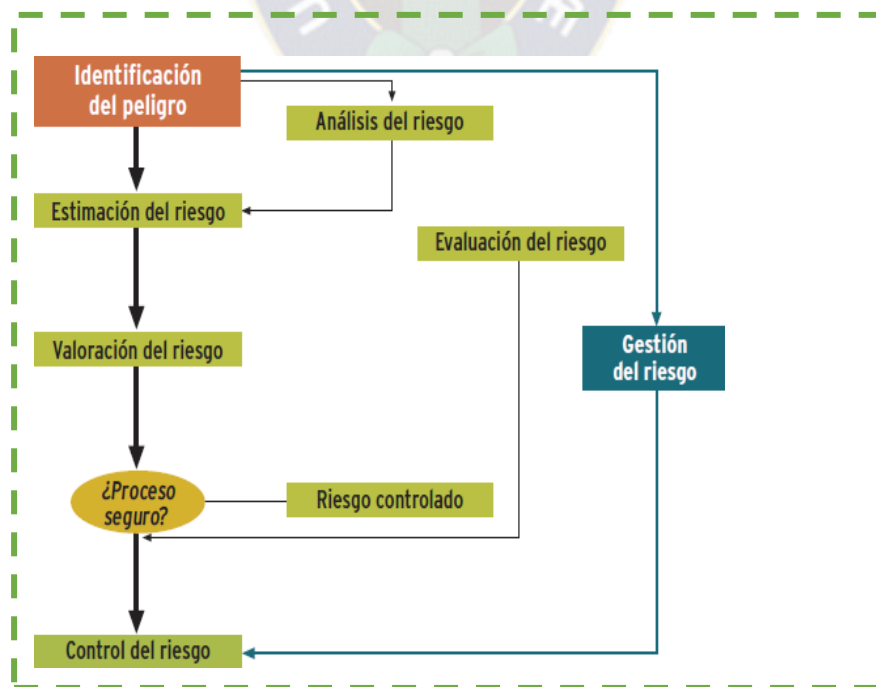 Identificación
del peligro
Análisis del riesgo
Estimación del riesgo
Evaluación del riesgo
Valoración del riesgo
Gestión
del riesgo
¿Proceso
seguro?
Riesgo controlado
Control del riesgo